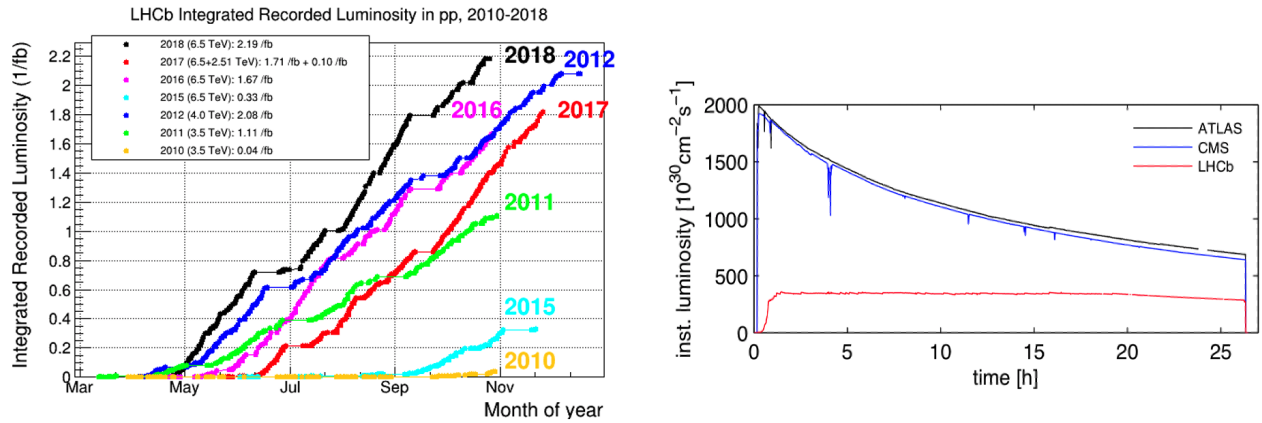 LHCb Integrated Recorded Luminosity in pp, 2010-2018
Integrated Recorded Luminosity (1/fb)
2018 (6.5 TeV): 2.19 /fb
2017 (6.5+2.51 TeV): 1.71 /fb + 0.10 /fb
2016 (6.5 TeV): 1.67 /fb
2015 (6.5 TeV): 0.33 /fb
2012 (4.0 TeV): 2.08 /fb
2011 (3.5 TeV): 1.11 /fb
2010 (3.5 TeV): 0.04 /fb
2018
2012
2016
2017
2011
2015
2010
2.2
2
1.8
1.6
1.4
1.2
1
0.8
0.6
0.4
0.2
0
Mar May Jul Sep Nov
Month of year
inst. luminosity [10³⁰cm⁻²s⁻¹]
2000
1500
1000
500
0
ATLAS
CMS
LHCb
0 5 10 15 20 25
time [h]